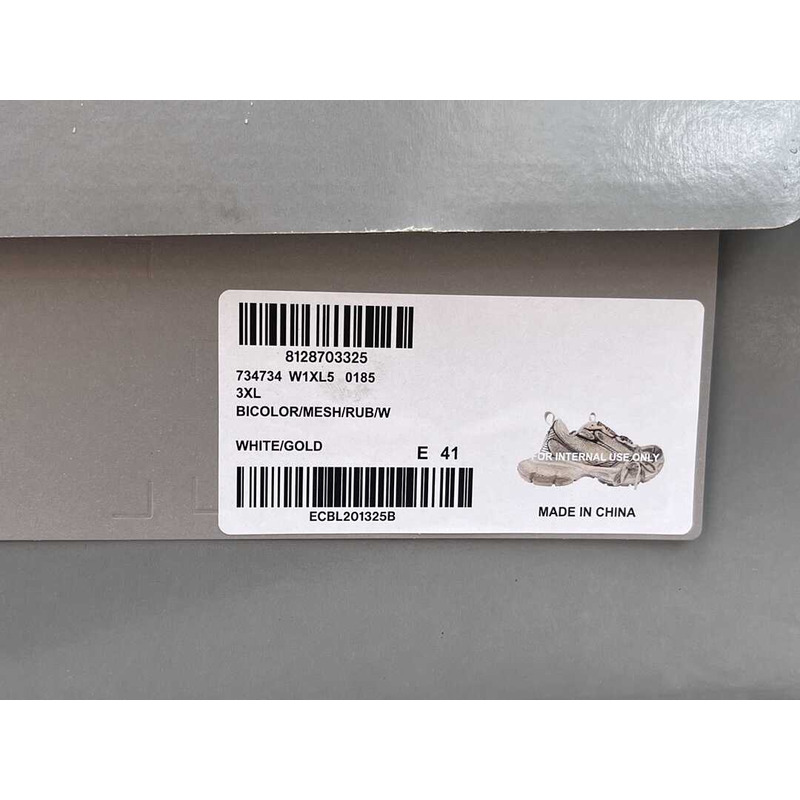 8128703325
734734 W1XL5 0185
3XL
BICOLOR/MESH/RUB/W
WHITE/GOLD
E 41
FOR INTERNAL USE ONLY
ECBL201325B
MADE IN CHINA